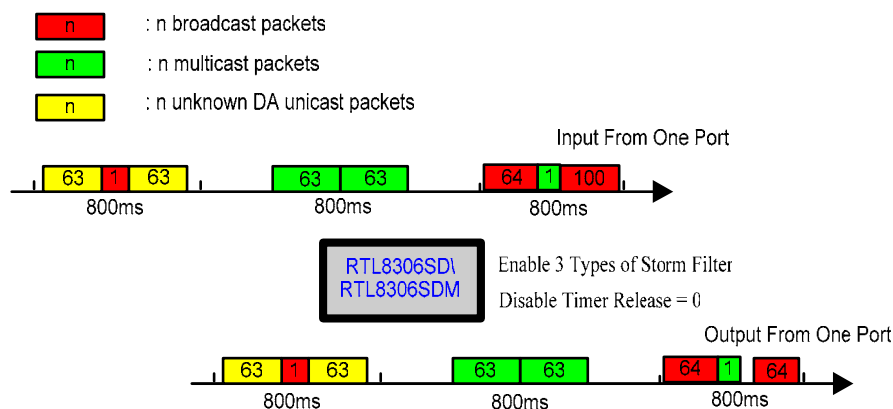 n : n broadcast packets
n : n multicast packets
n : n unknown DA unicast packets
Input From One Port
63 1 63 63 63 64 1 100
800ms 800ms 800ms
RTL8306SD\
RTL8306SDM
Enable 3 Types of Storm Filter
Disable Timer Release = 0
Output From One Port
63 1 63 63 63 64 1 64
800ms 800ms 800ms